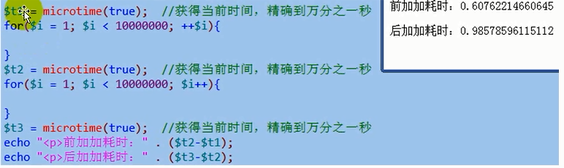 $t1 = microtime(true);  //获得当前时间，精确到万分之一秒
for($i = 1; $i < 10000000; ++$i){
}
$t2 = microtime(true);  //获得当前时间，精确到万分之一秒
for($i = 1; $i < 10000000; $i++){
}
$t3 = microtime(true);  //获得当前时间，精确到万分之一秒
echo "<p>前加加耗时：" . ($t2-$t1);
echo "<p>后加加耗时：" . ($t3-$t2);
前加加耗时：0.60762214660645
后加加耗时：0.98578596115112